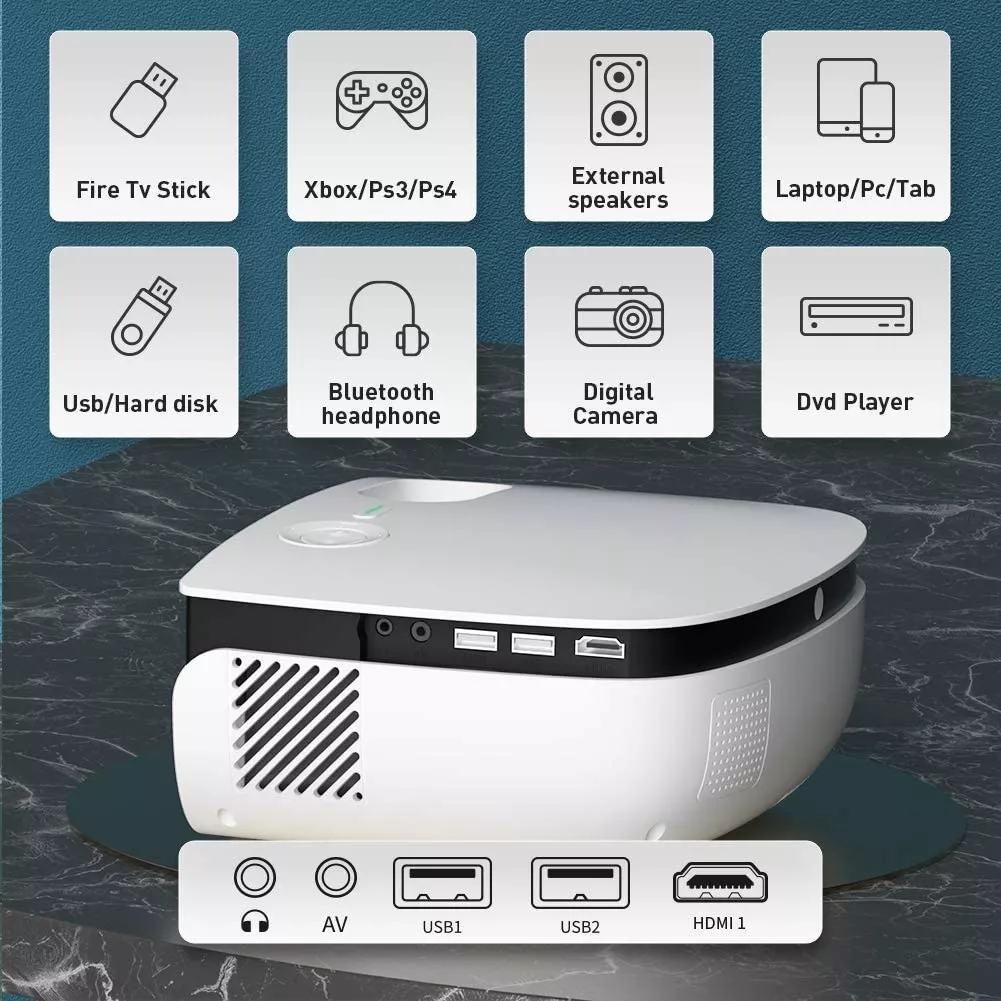 Fire Tv Stick
Xbox/Ps3/Ps4
External
speakers
Laptop/Pc/Tab
Usb/Hard disk
Bluetooth
headphone
Digital
Camera
Dvd Player
AV
USB1
USB2
HDMI 1